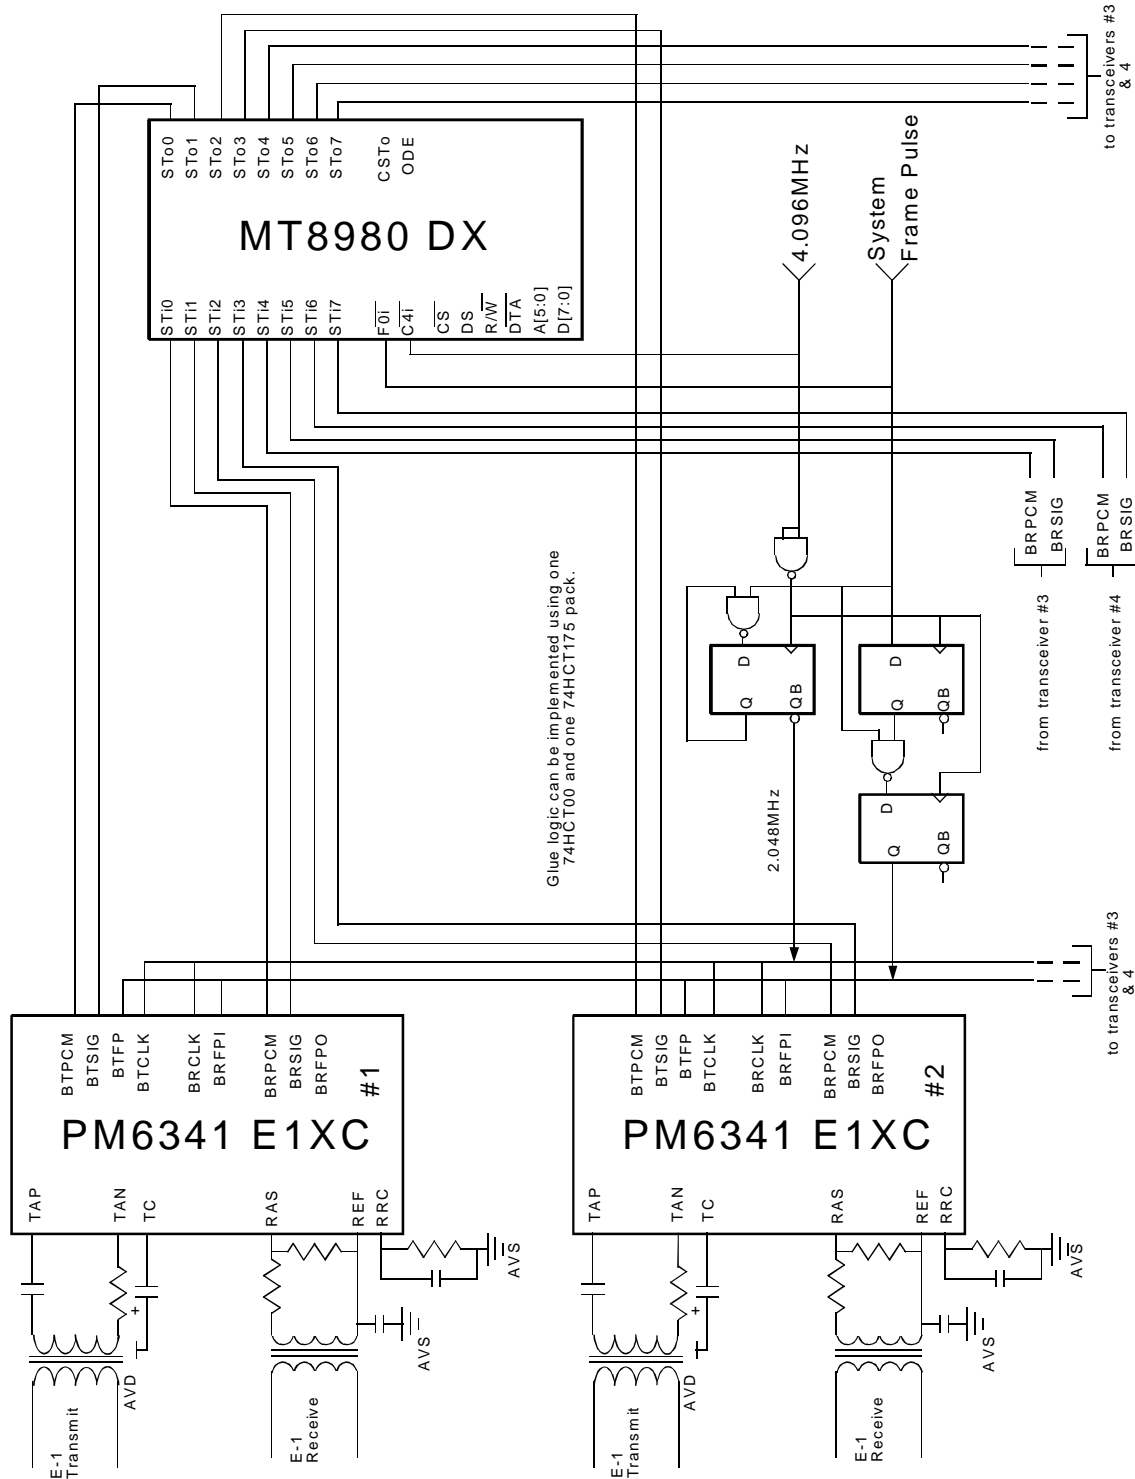 E-1
Transmit
AVD
TAP
TAN
TC
E-1
Receive
AVS
AVS
RAS
REF
RRC
PM6341 E1XC
#1
BTPCM
BTSIG
BTFP
BTCLK
BRCLK
BRFPI
BRPCM
BRSIG
BRFPO
E-1
Transmit
AVD
TAP
TAN
TC
E-1
Receive
AVS
AVS
RAS
REF
RRC
PM6341 E1XC
#2
BTPCM
BTSIG
BTFP
BTCLK
BRCLK
BRFPI
BRPCM
BRSIG
BRFPO
to transceivers #3
& 4
Glue logic can be implemented using one
74HCT00 and one 74HCT175 pack.
2.048MHz
D
Q
QB
D
Q
QB
D
Q
QB
from transceiver #3
BRPCM
BRSIG
from transceiver #4
BRPCM
BRSIG
4.096MHz
System
Frame Pulse
MT8980 DX
STi0
STi1
STi2
STi3
STi4
STi5
STi6
STi7
F0i
C4i
CS
DS
R/W
DTA
A[5:0]
D[7:0]
STo0
STo1
STo2
STo3
STo4
STo5
STo6
STo7
CSTo
ODE
to transceivers #3
& 4